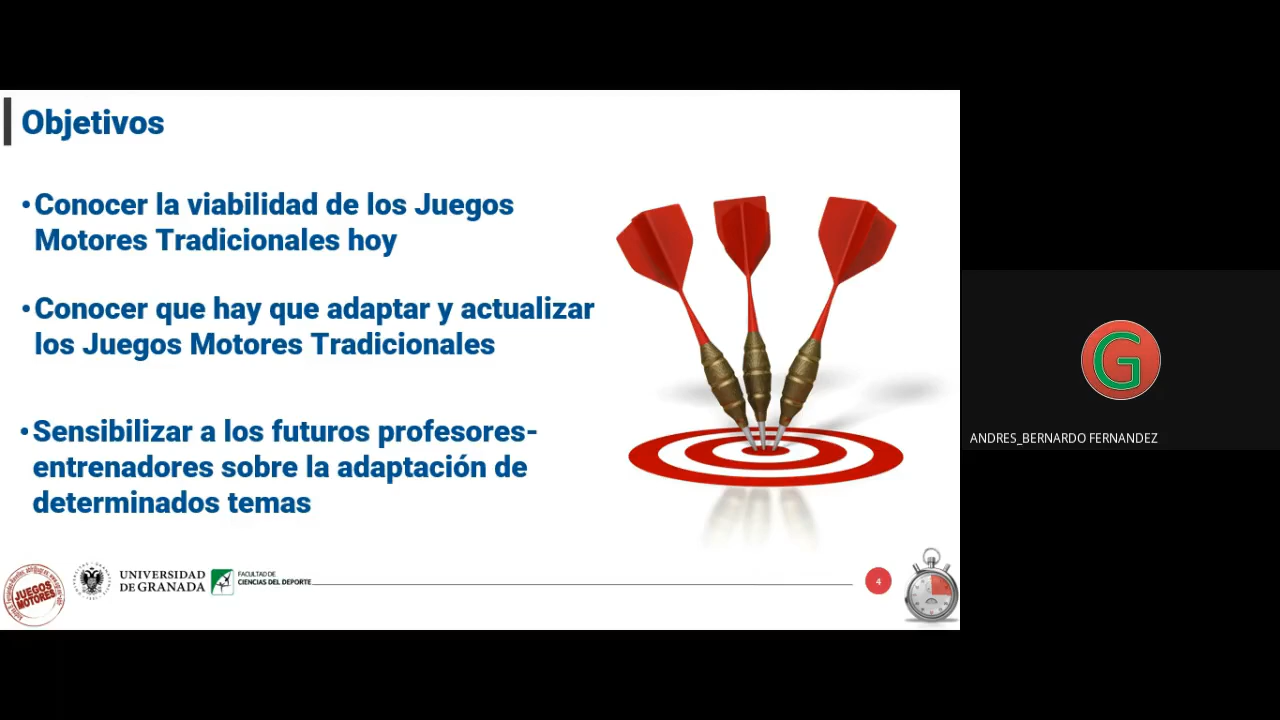 Objetivos
•Conocer la viabilidad de los Juegos
Motores Tradicionales hoy
•Conocer que hay que adaptar y actualizar
los Juegos Motores Tradicionales
•Sensibilizar a los futuros profesores-
entrenadores sobre la adaptación de
determinados temas
JUEGOS
MOTORES
UNIVERSIDAD
DE GRANADA
FACULTAD DE
CIENCIAS DEL DEPORTE
4
G
ANDRES_BERNARDO FERNANDEZ